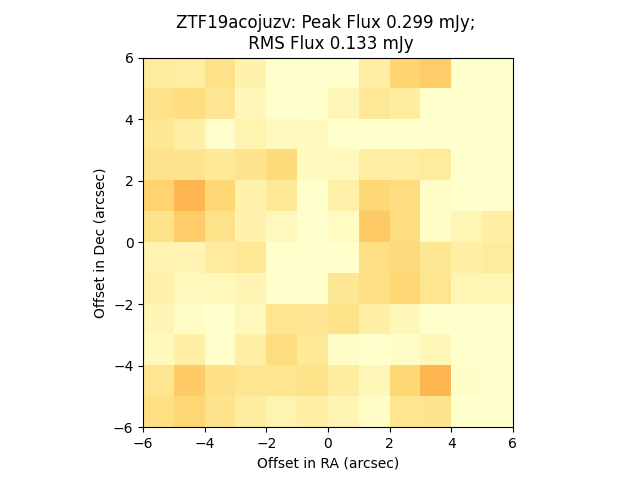 ZTF19acojuzv: Peak Flux 0.299 mJy;
RMS Flux 0.133 mJy
6
4
2
0
−2
−4
−6
Offset in Dec (arcsec)
−6 −4 −2 0 2 4 6
Offset in RA (arcsec)